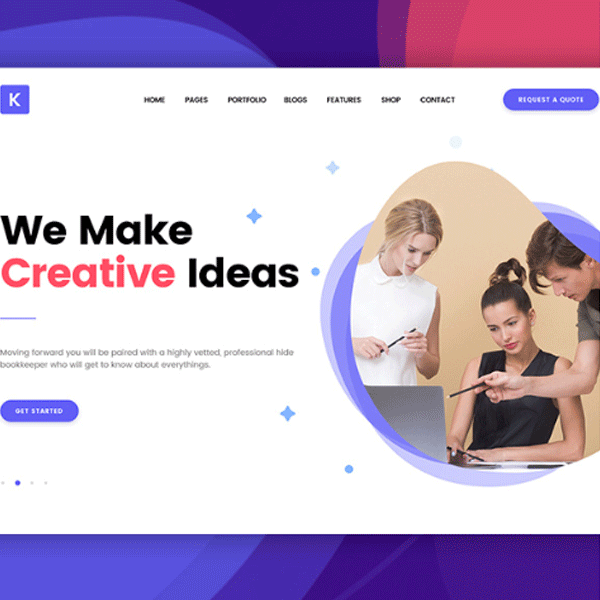 K
HOME PAGES PORTFOLIO BLOGS FEATURES SHOP CONTACT REQUEST A QUOTE
We Make
Creative Ideas
Moving forward you will be paired with a highly vetted, professional hide
bookkeeper who will get to know about everythings.
GET STARTED